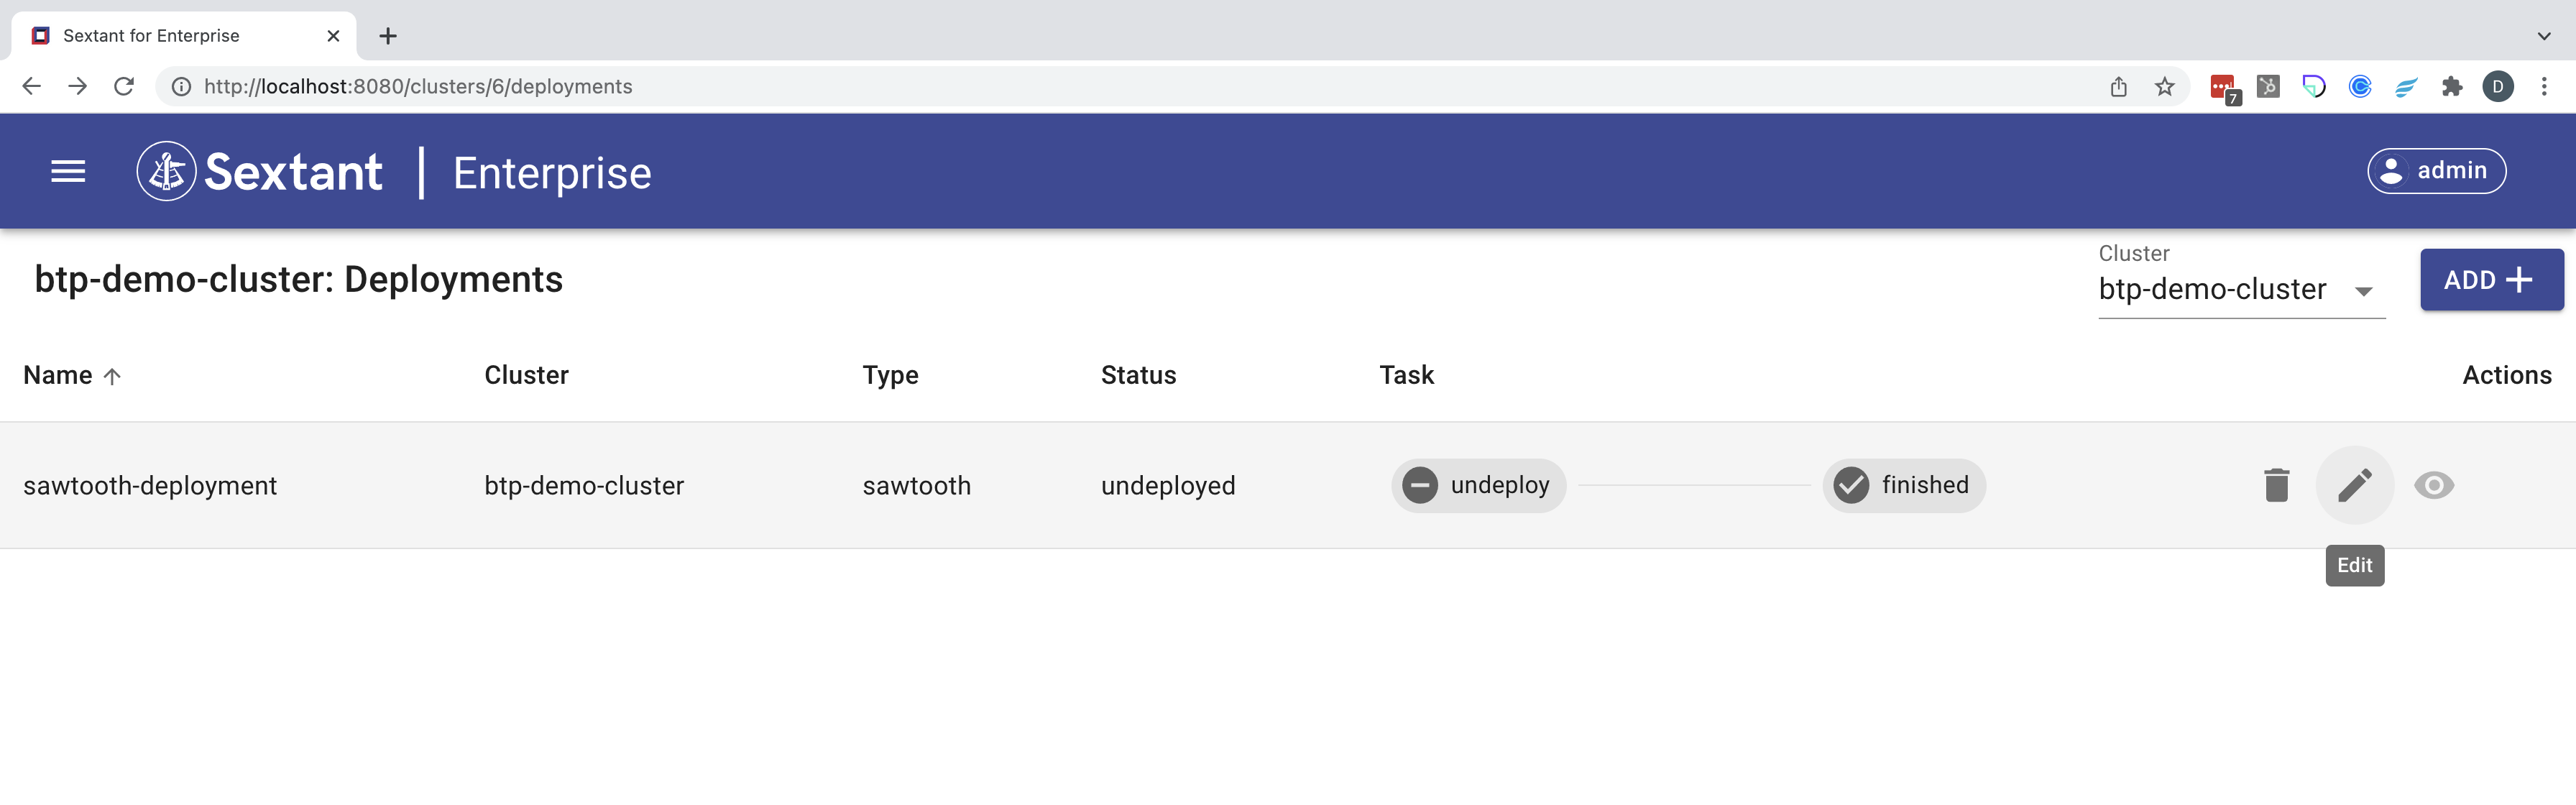 Sextant for Enterprise
http://localhost:8080/clusters/6/deployments
7
D
Sextant | Enterprise
admin
btp-demo-cluster: Deployments
Cluster
btp-demo-cluster
ADD +
Name Cluster Type Status Task Actions
sawtooth-deployment btp-demo-cluster sawtooth undeployed undeploy finished
Edit